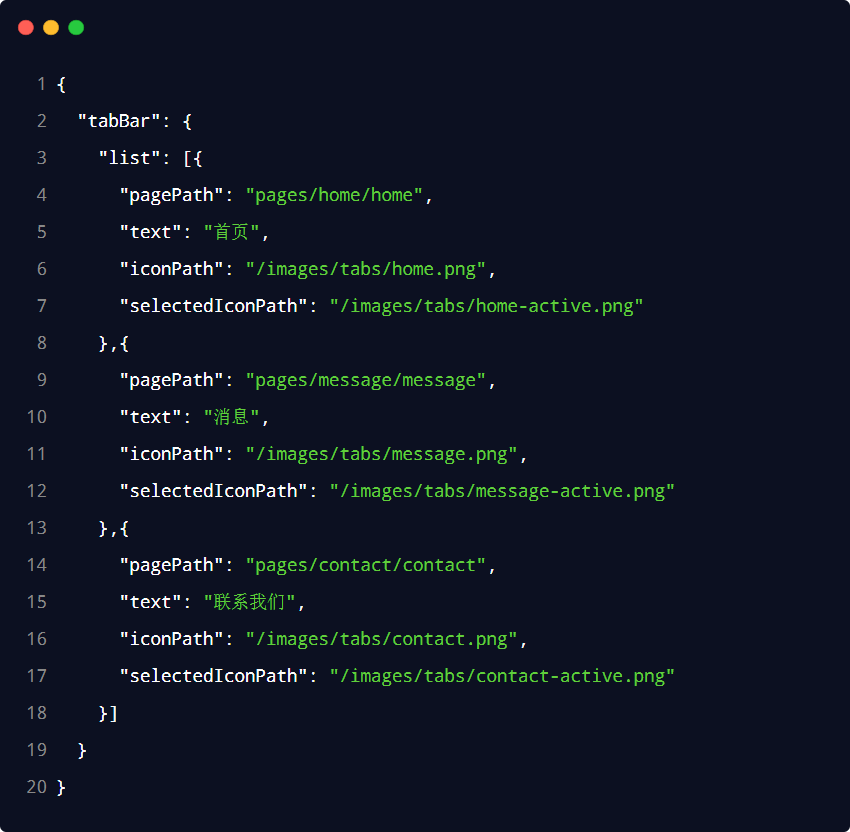 1 {
2   "tabBar": {
3     "list": [{
4       "pagePath": "pages/home/home",
5       "text": "首页",
6       "iconPath": "/images/tabs/home.png",
7       "selectedIconPath": "/images/tabs/home-active.png"
8     },{
9       "pagePath": "pages/message/message",
10       "text": "消息",
11       "iconPath": "/images/tabs/message.png",
12       "selectedIconPath": "/images/tabs/message-active.png"
13     },{
14       "pagePath": "pages/contact/contact",
15       "text": "联系我们",
16       "iconPath": "/images/tabs/contact.png",
17       "selectedIconPath": "/images/tabs/contact-active.png"
18     }]
19   }
20 }